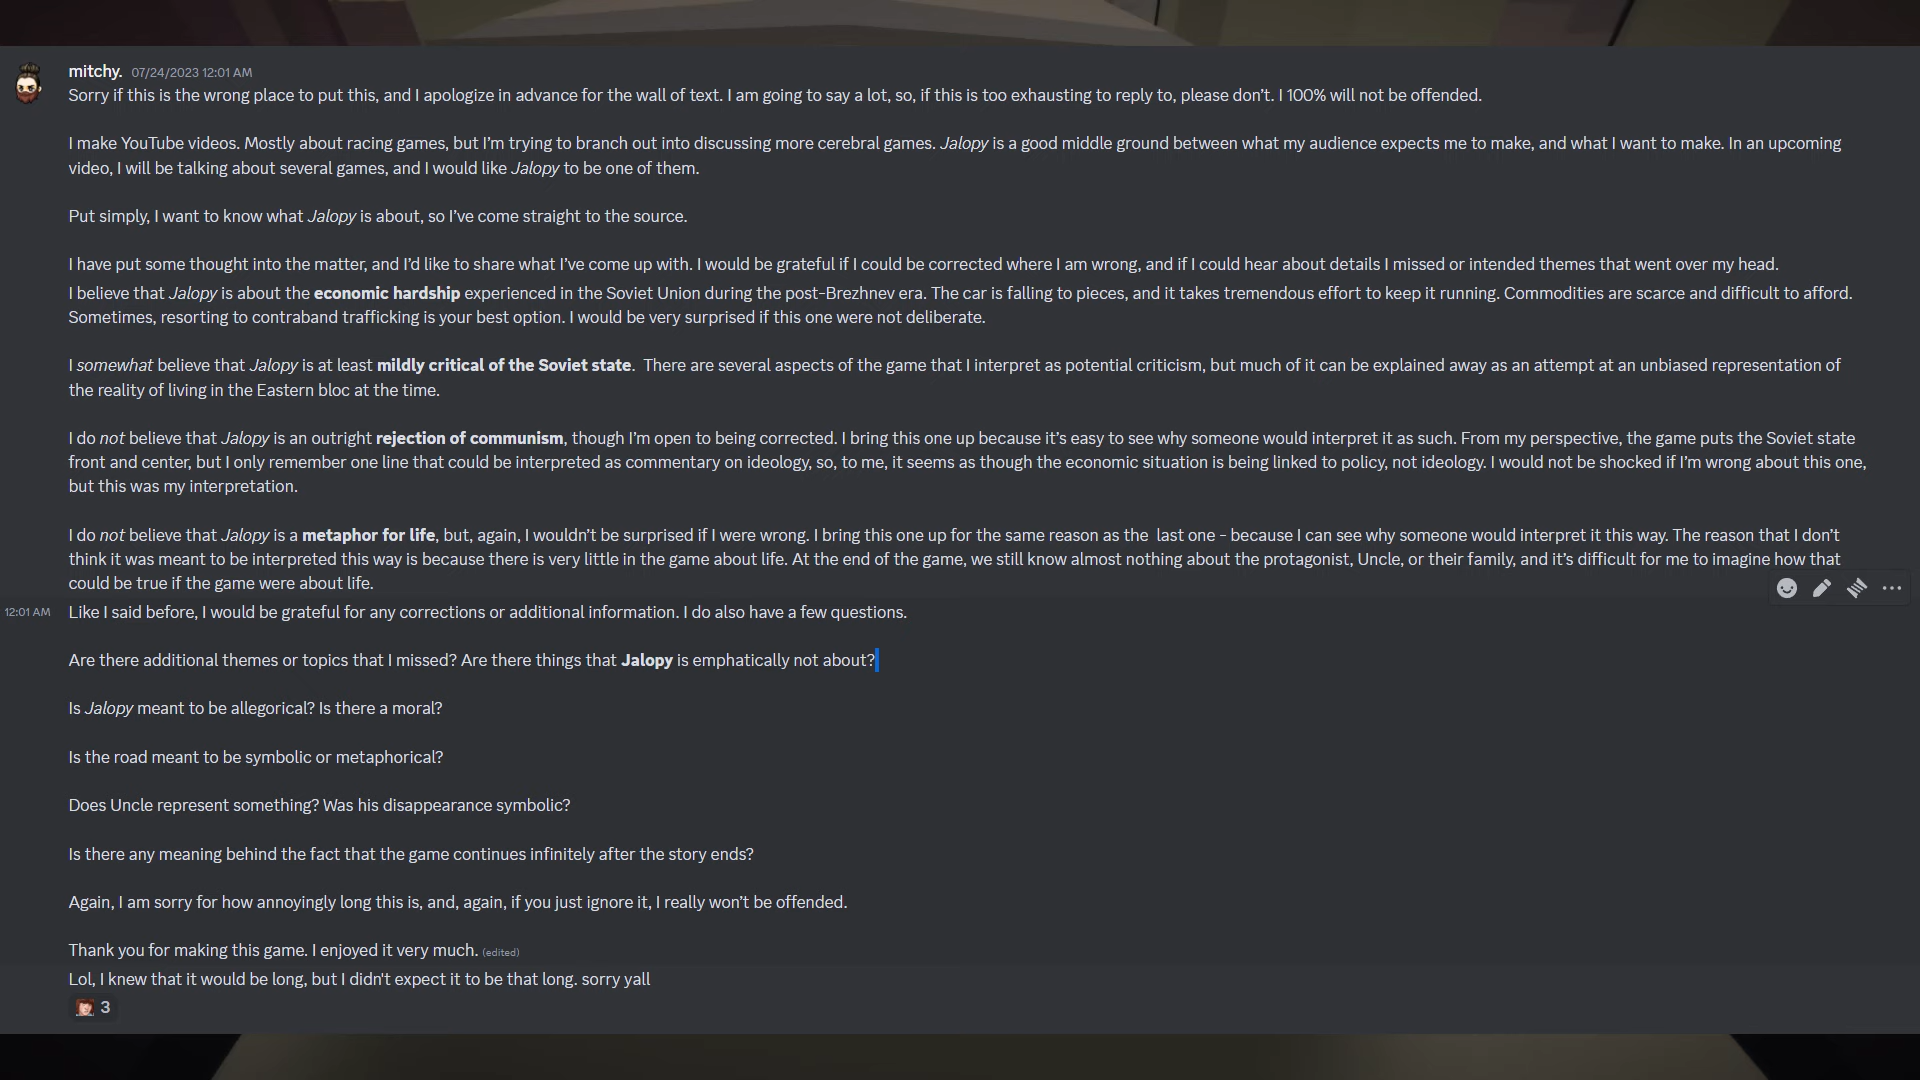 mitchy. 07/24/2023 12:01 AM
Sorry if this is the wrong place to put this, and I apologize in advance for the wall of text. I am going to say a lot, so, if this is too exhausting to reply to, please don't. I 100% will not be offended.
I make YouTube videos. Mostly about racing games, but I'm trying to branch out into discussing more cerebral games. Jalopy is a good middle ground between what my audience expects me to make, and what I want to make. In an upcoming
video, I will be talking about several games, and I would like Jalopy to be one of them.
Put simply, I want to know what Jalopy is about, so I've come straight to the source.
I have put some thought into the matter, and I'd like to share what I've come up with. I would be grateful if I could be corrected where I am wrong, and if I could hear about details I missed or intended themes that went over my head.
I believe that Jalopy is about the economic hardship experienced in the Soviet Union during the post-Brezhnev era. The car is falling to pieces, and it takes tremendous effort to keep it running. Commodities are scarce and difficult to afford.
Sometimes, resorting to contraband trafficking is your best option. I would be very surprised if this one were not deliberate.
I somewhat believe that Jalopy is at least mildly critical of the Soviet state. There are several aspects of the game that I interpret as potential criticism, but much of it can be explained away as an attempt at an unbiased representation of
the reality of living in the Eastern bloc at the time.
I do not believe that Jalopy is an outright rejection of communism, though I'm open to being corrected. I bring this one up because it's easy to see why someone would interpret it as such. From my perspective, the game puts the Soviet state
front and center, but I only remember one line that could be interpreted as commentary on ideology, so, to me, it seems as though the economic situation is being linked to policy, not ideology. I would not be shocked if I'm wrong about this one,
but this was my interpretation.
I do not believe that Jalopy is a metaphor for life, but, again, I wouldn't be surprised if I were wrong. I bring this one up for the same reason as the last one - because I can see why someone would interpret it this way. The reason that I don't
think it was meant to be interpreted this way is because there is very little in the game about life. At the end of the game, we still know almost nothing about the protagonist, Uncle, or their family, and it's difficult for me to imagine how that
could be true if the game were about life.
12:01 AM Like I said before, I would be grateful for any corrections or additional information. I do also have a few questions.
Are there additional themes or topics that I missed? Are there things that Jalopy is emphatically not about?
Is Jalopy meant to be allegorical? Is there a moral?
Is the road meant to be symbolic or metaphorical?
Does Uncle represent something? Was his disappearance symbolic?
Is there any meaning behind the fact that the game continues infinitely after the story ends?
Again, I am sorry for how annoyingly long this is, and, again, if you just ignore it, I really won't be offended.
Thank you for making this game. I enjoyed it very much. (edited)
Lol, I knew that it would be long, but I didn't expect it to be that long. sorry yall
3